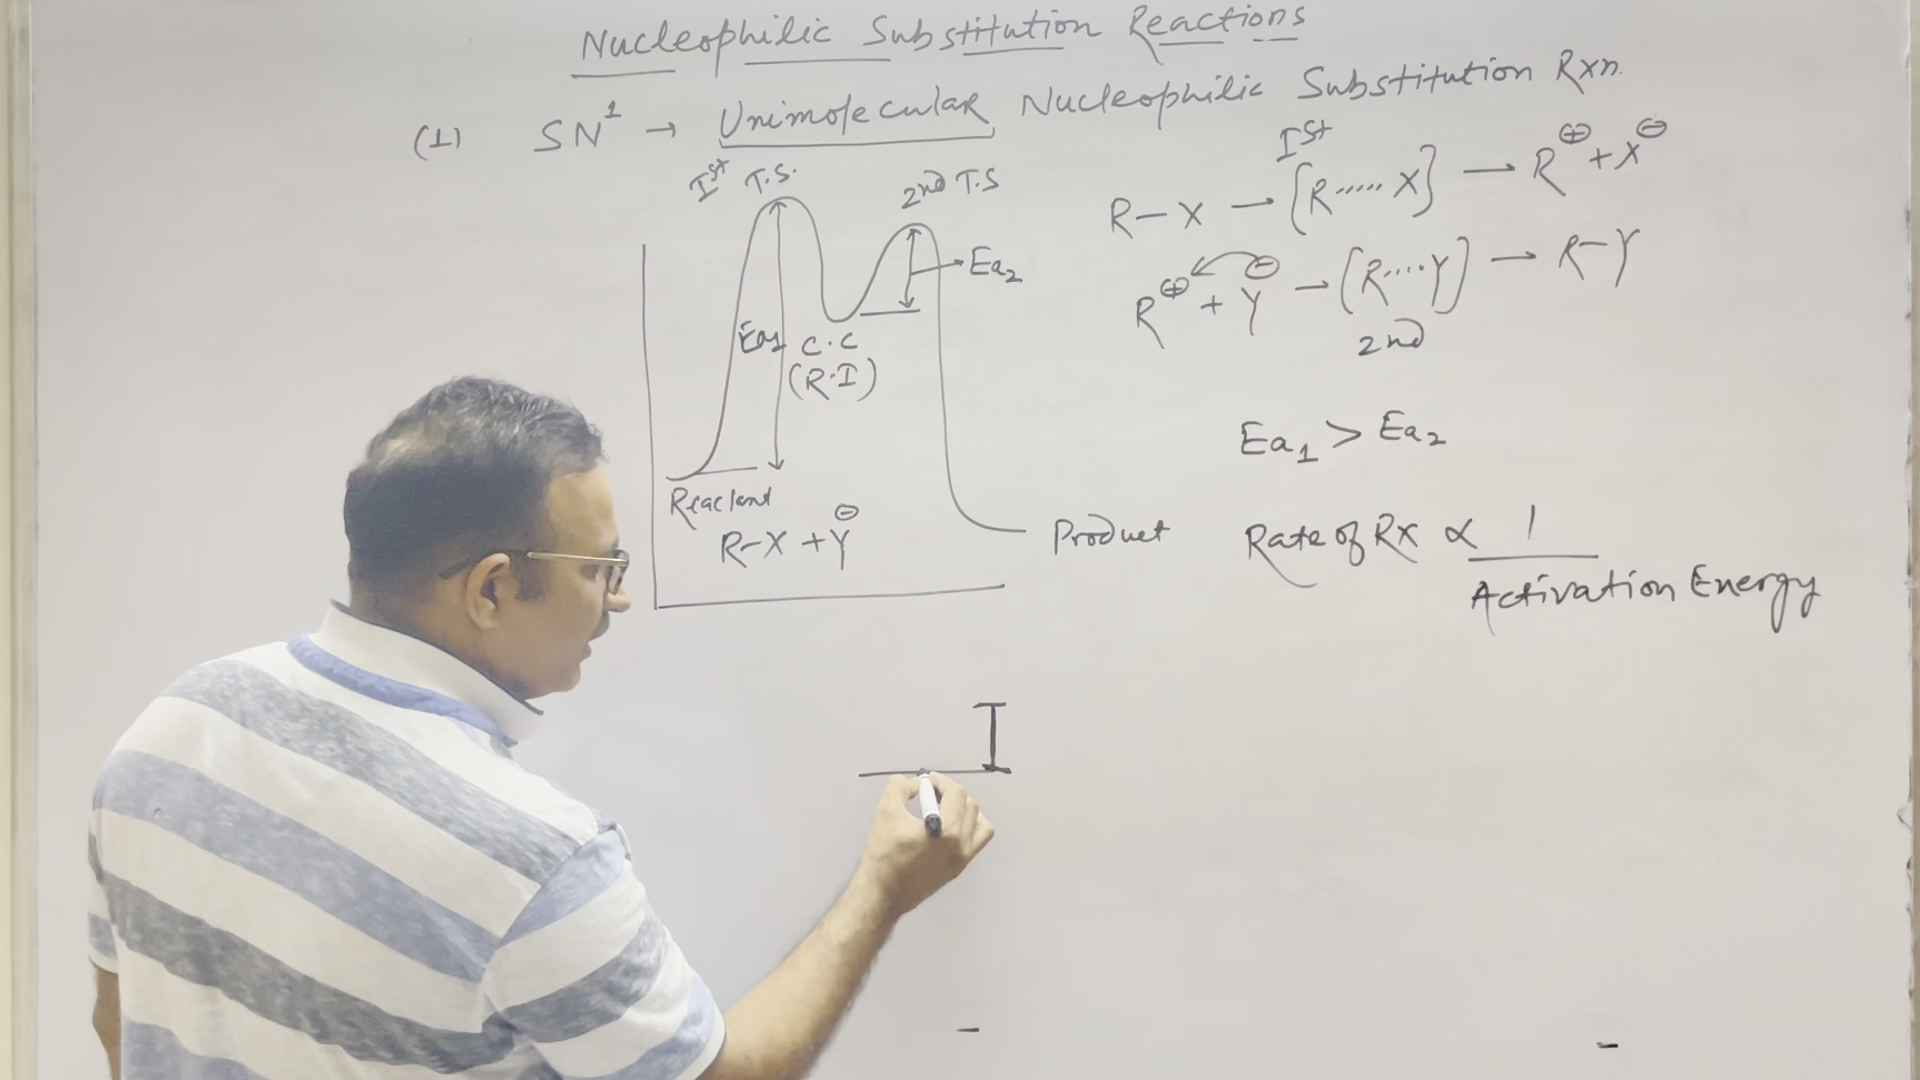 Nucleophilic Substitution Reactions
(1) SN¹ → Unimolecular Nucleophilic Substitution Rxn.
Ist T.S.
2nd T.S
Ea₂
Ea₁
C.C
(R.I)
Reactant
R-X + Y⊖
Product
Ist
R-X → [R......X] → R⊕ + X⊖
R⊕ + Y⊖ → [R....Y] → R-Y
2nd
Ea₁ > Ea₂
Rate of Rx ∝ 1
Activation Energy
I